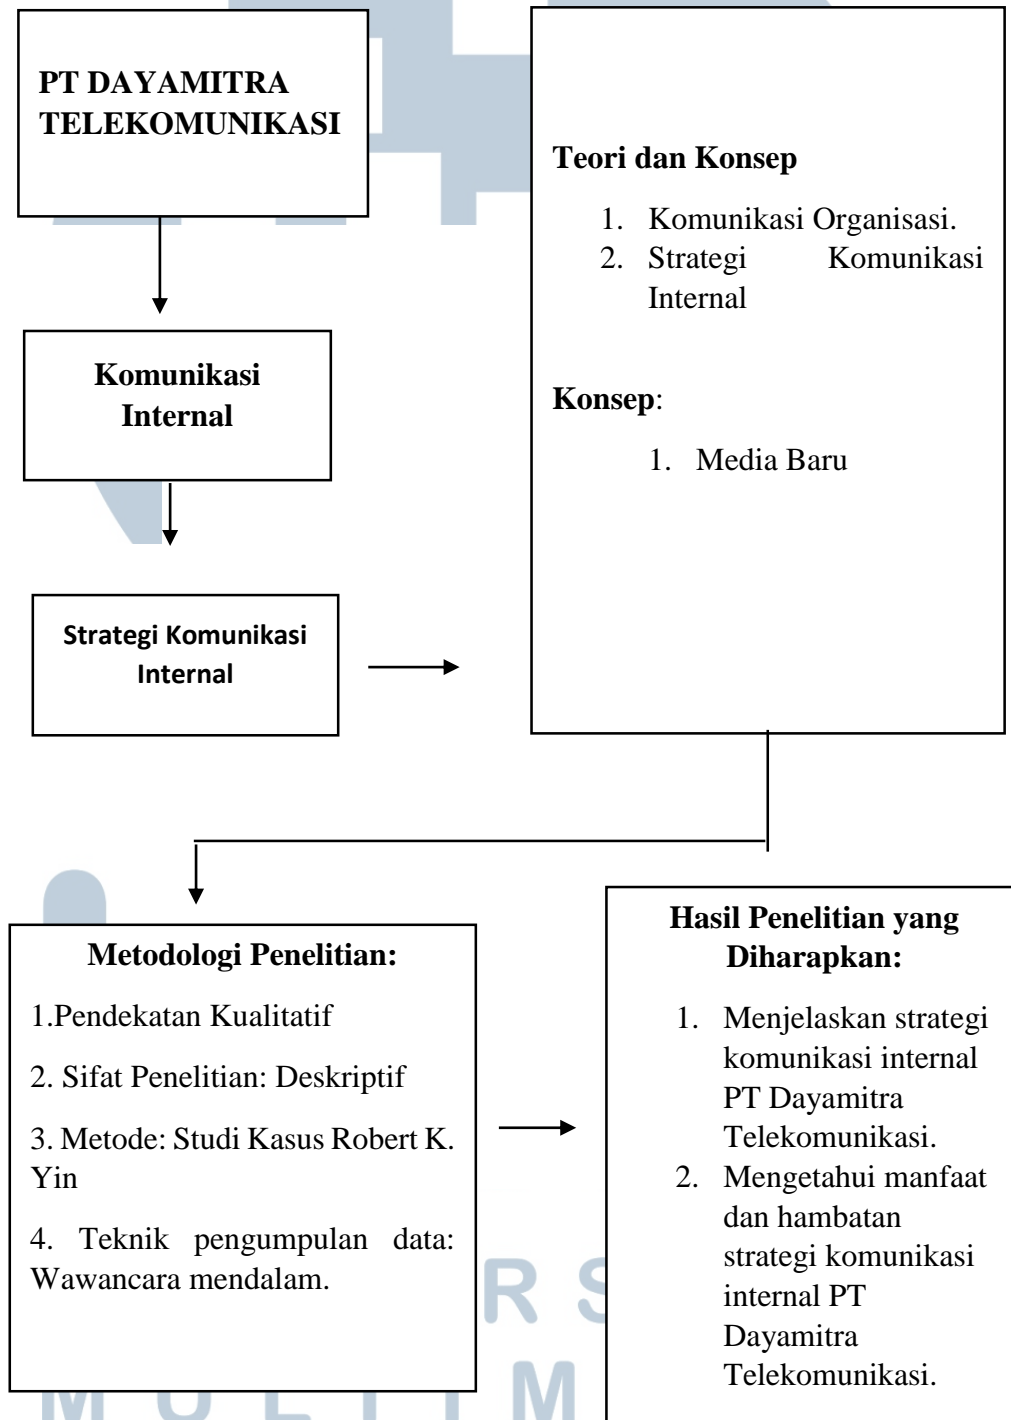 PT DAYAMITRA
TELEKOMUNIKASI
Komunikasi
Internal
Strategi Komunikasi
Internal
Teori dan Konsep
1. Komunikasi Organisasi.
2. Strategi Komunikasi
Internal
Konsep:
1. Media Baru
Metodologi Penelitian:
1.Pendekatan Kualitatif
2. Sifat Penelitian: Deskriptif
3. Metode: Studi Kasus Robert K.
Yin
4. Teknik pengumpulan data:
Wawancara mendalam.
Hasil Penelitian yang
Diharapkan:
1. Menjelaskan strategi
komunikasi internal
PT Dayamitra
Telekomunikasi.
2. Mengetahui manfaat
dan hambatan
strategi komunikasi
internal PT
Dayamitra
Telekomunikasi.